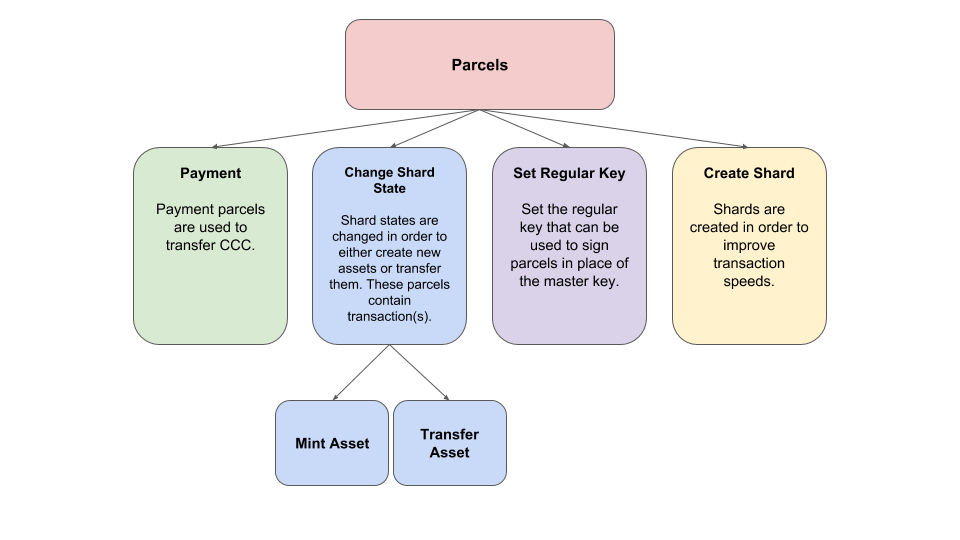 Parcels
Payment
Payment parcels
are used to
transfer CCC.
Change Shard
State
Shard states are
changed in order to
either create new
assets or transfer
them. These parcels
contain
transaction(s).
Set Regular Key
Set the regular
key that can be
used to sign
parcels in place of
the master key.
Create Shard
Shards are
created in order to
improve
transaction
speeds.
Mint Asset
Transfer
Asset